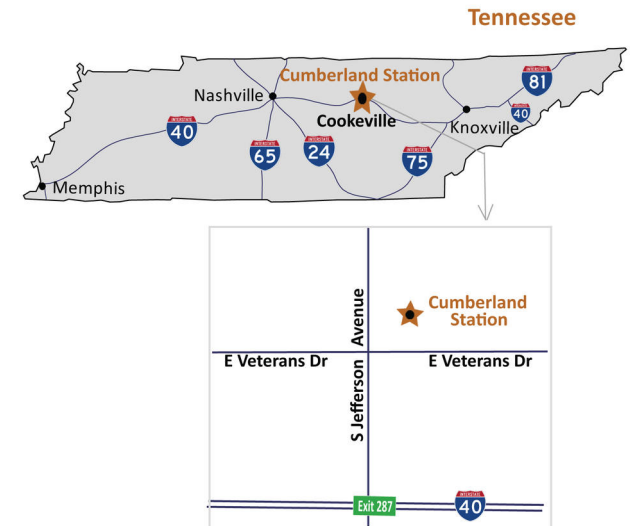 Tennessee
Cumberland Station
81
Nashville
40
Cookeville
Knoxville
INTERSTATE
40
65
24
75
Memphis
Cumberland
Station
S Jefferson Avenue
E Veterans Dr
E Veterans Dr
Exit 287
40